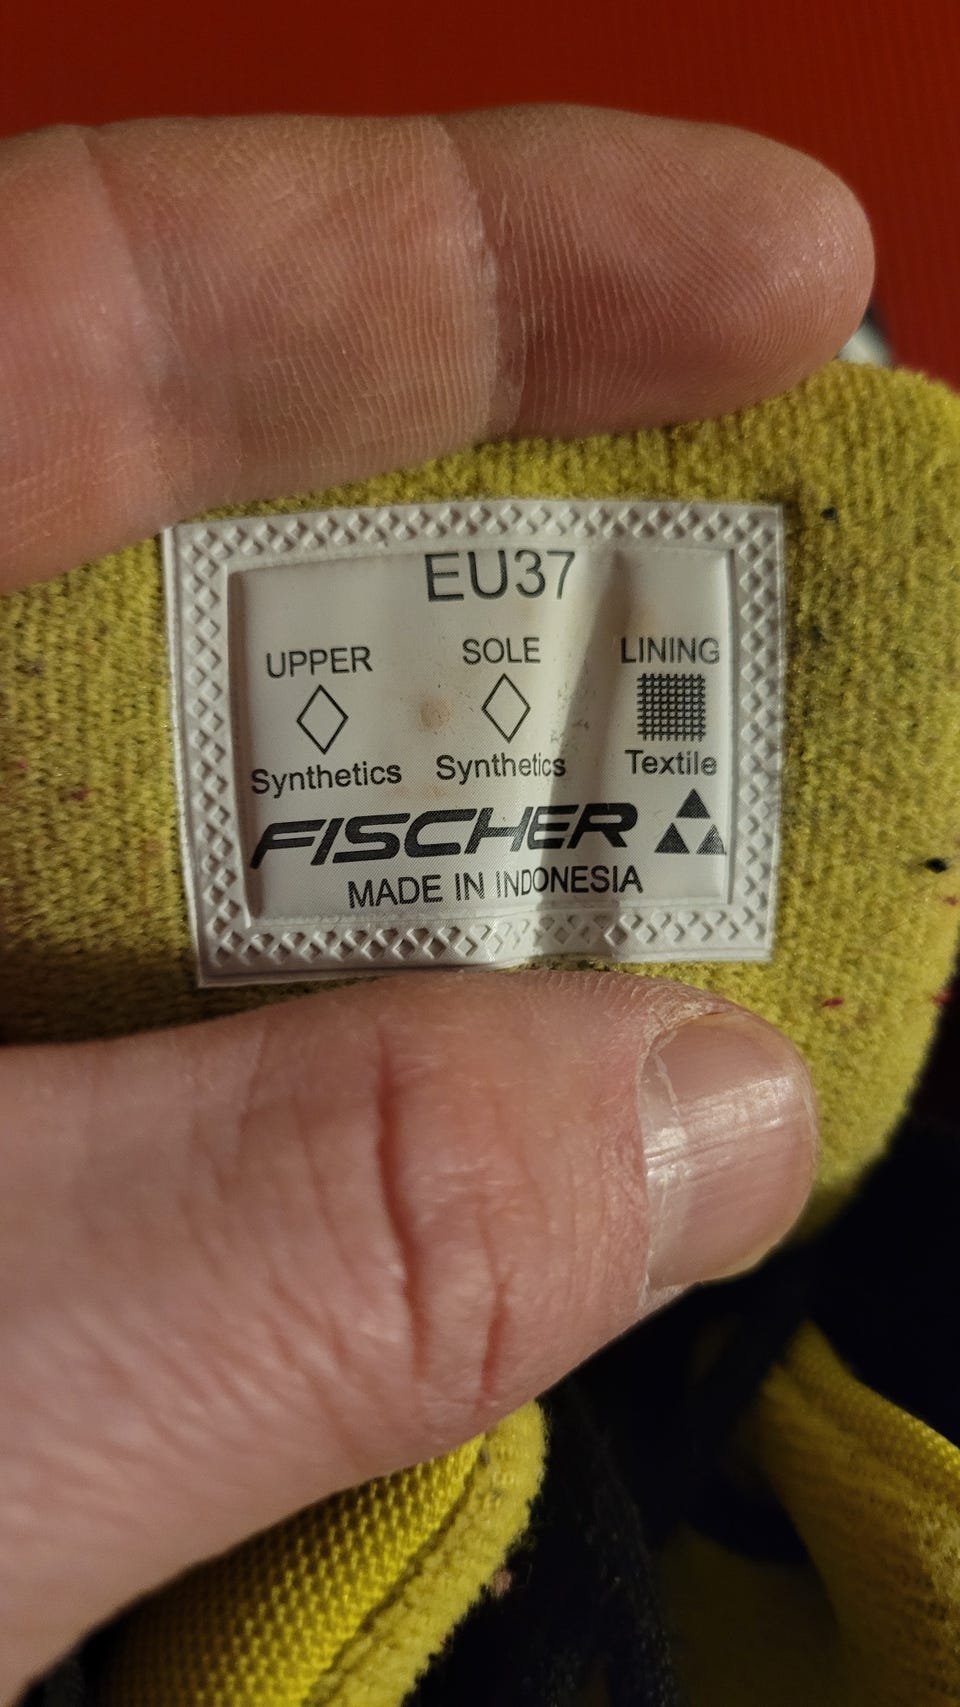 EU37
UPPER SOLE LINING
Synthetics Synthetics Textile
FISCHER
MADE IN INDONESIA